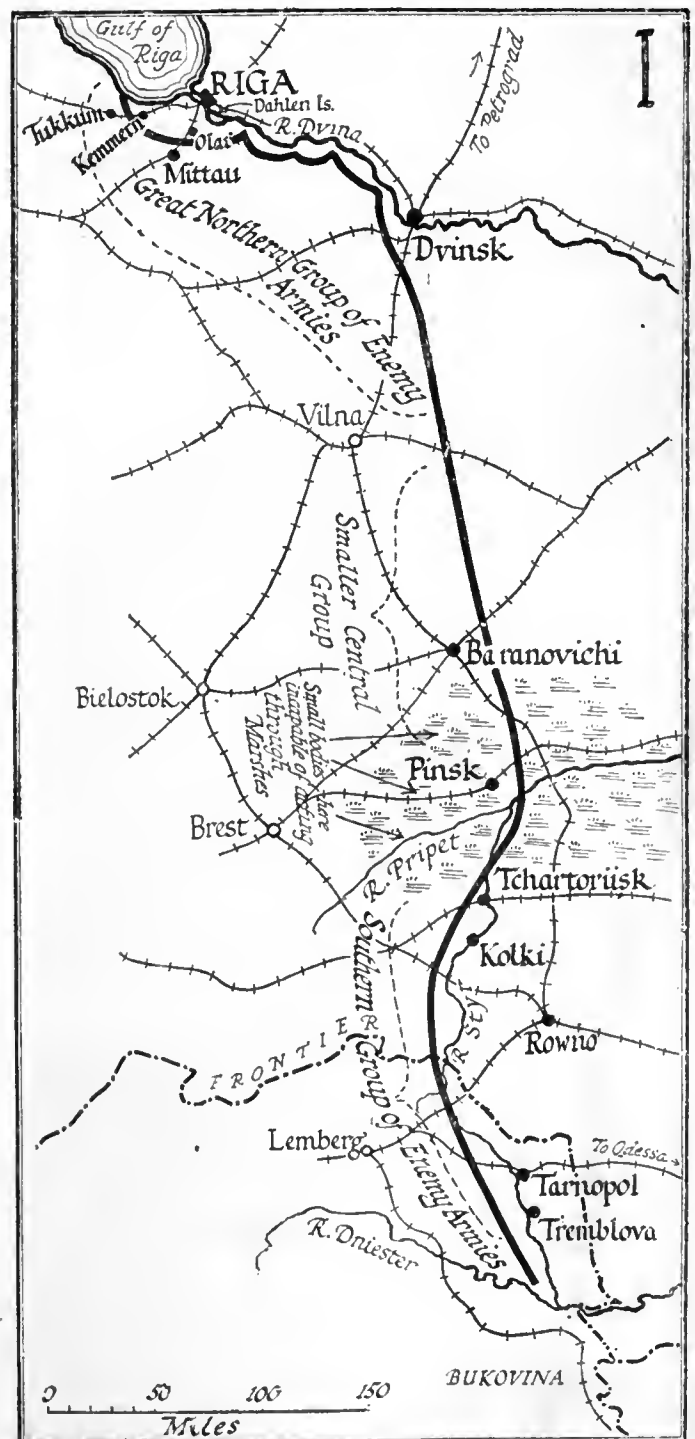 Gulf of
Riga
I
RIGA
Dahlen Is.
R. Dvina
To Petrograd
Tukkum
Kemmern
Olai
Mittau
Dvinsk
Great Northern Group of Enemy
Armies
Vilna
Smaller Central
Group
Baranovichi
Bielostok
Small bodies here
incapable of acting
through
Marshes
Pinsk
Brest
R. Pripet
Tchartoriisk
Kolki
Southern Group of Enemy Armies
R. Styr
Rowno
FRONTIER
Lemberg
To Odessa
Tarnopol
Tremblova
R. Dniester
BUKOVINA
0 50 100 150
Miles